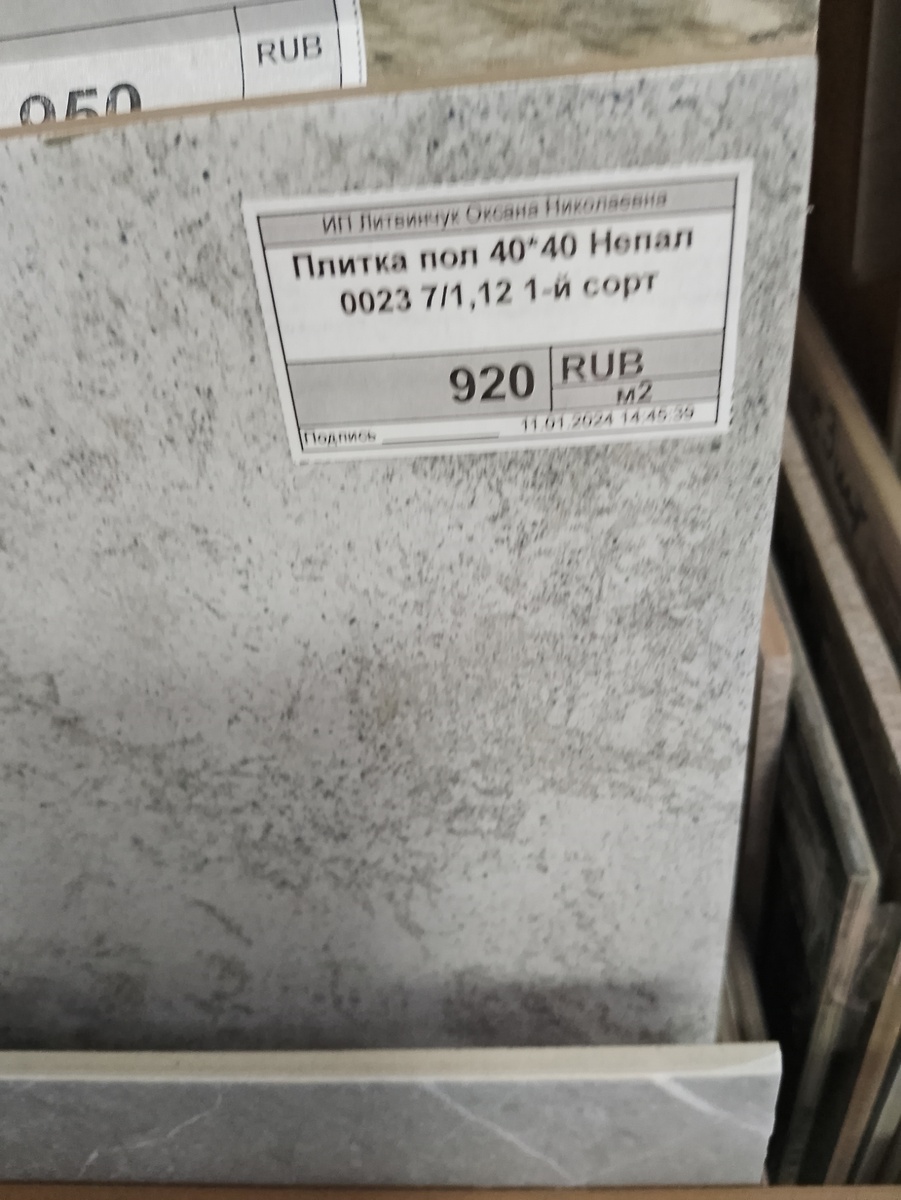 RUB
950
ИП Литвинчук Оксана Николаевна
Плитка пол 40*40 Непал
0023 7/1,12 1-й сорт
920 RUB
м2
Подпись 11.01.2024 14:45:39